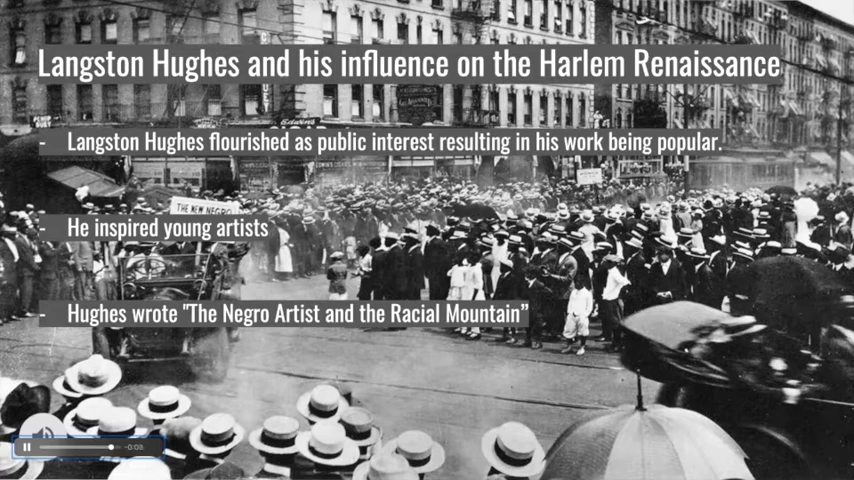 Langston Hughes and his influence on the Harlem Renaissance
- Langston Hughes flourished as public interest resulting in his work being popular.
THE NEW NEGRO
- He inspired young artists
- Hughes wrote "The Negro Artist and the Racial Mountain”
-0:03